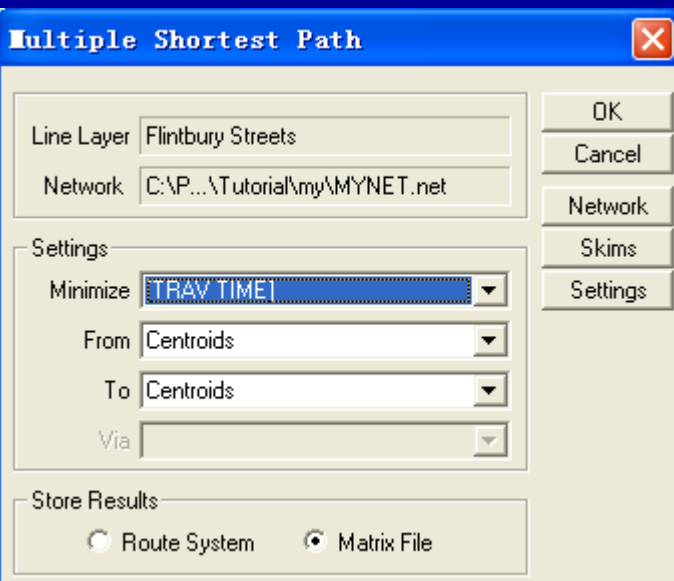 Multiple Shortest Path
Line Layer Flintbury Streets
Network C:\P...\Tutorial\my\MYNET.net
Settings
Minimize [TRAV TIME]
From Centroids
To Centroids
Via
Store Results
Route System Matrix File
OK
Cancel
Network
Skims
Settings